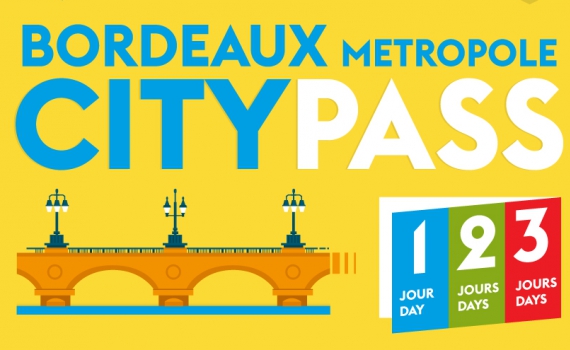 BORDEAUX METROPOLE
CITYPASS
1 2 3
JOUR JOURS JOURS
DAY DAYS DAYS